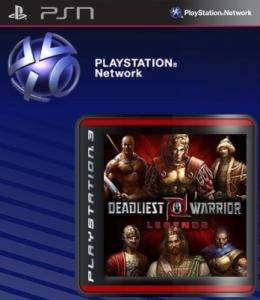 PSN
PlayStation®Network
PLAYSTATION®
Network
PLAYSTATION 3
DEADLIEST WARRIOR
LEGENDS